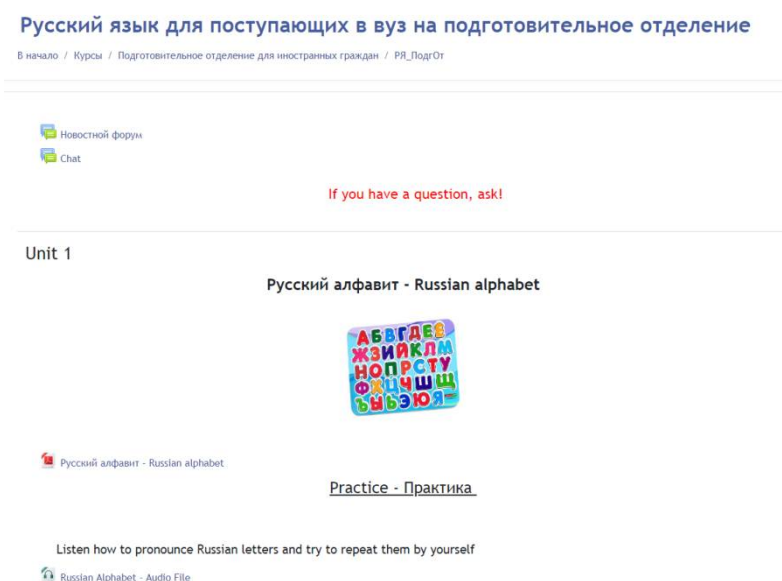 Русский язык для поступающих в вуз на подготовительное отделение
В начало / Курсы / Подготовительное отделение для иностранных граждан / РЯ_ПодгОт
Новостной форум
Chat
If you have a question, ask!
Unit 1
Русский алфавит - Russian alphabet
АБВГДЕЁ
ЖЗИЙКЛМ
НОПРСТУ
ФХЦЧШЩ
ЪЫЬЭЮЯ
Русский алфавит - Russian alphabet
Practice - Практика
Listen how to pronounce Russian letters and try to repeat them by yourself
Russian Alphabet - Audio File